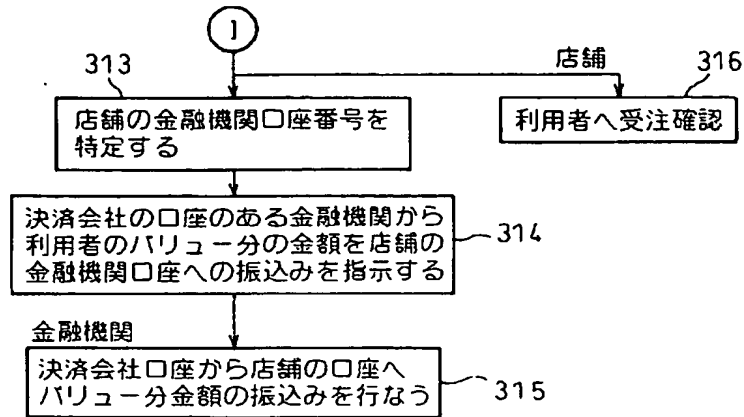 1
313
店舗
316
店舗の金融機関口座番号を
特定する
利用者へ受注確認
決済会社の口座のある金融機関から
利用者のバリュー分の金額を店舗の
金融機関口座への振込みを指示する
314
金融機関
決済会社口座から店舗の口座へ
バリュー分金額の振込みを行なう
315